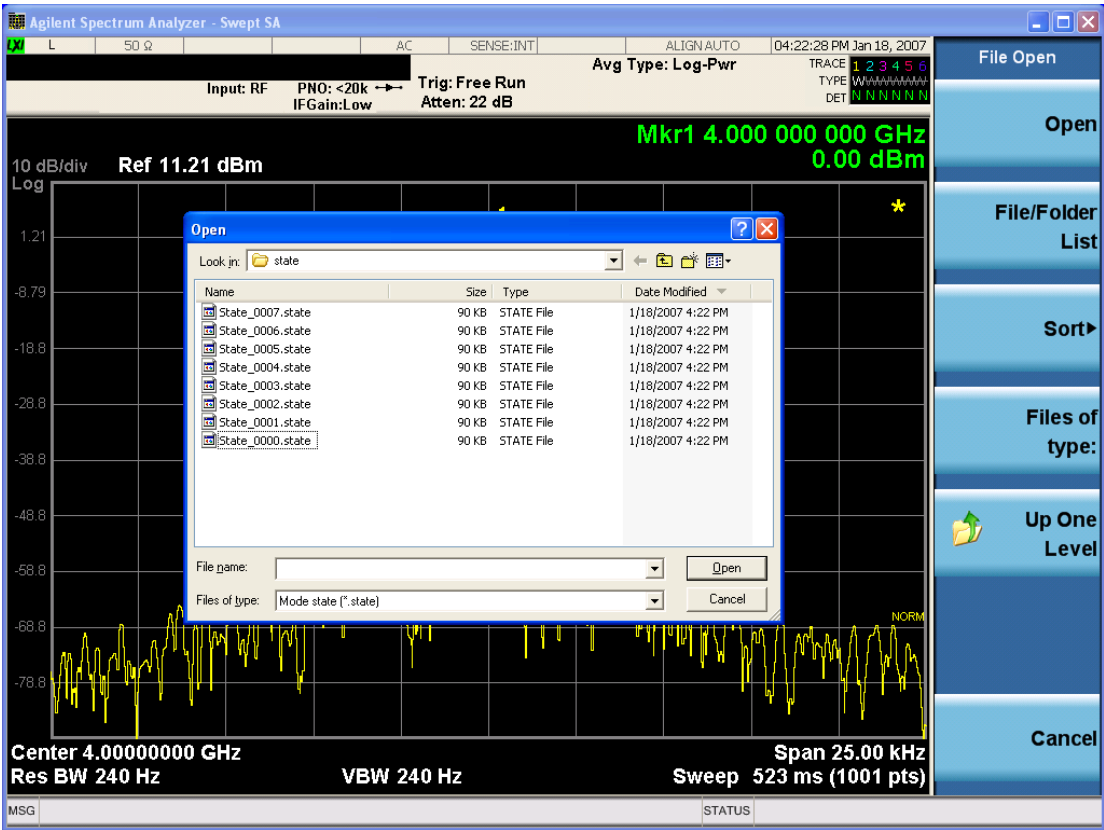 Agilent Spectrum Analyzer - Swept SA
LXI L 50 Ω AC SENSE:INT ALIGN AUTO 04:22:28 PM Jan 18, 2007
Input: RF PNO: <20k Trig: Free Run Avg Type: Log-Pwr TRACE 1 2 3 4 5 6
IFGain:Low Atten: 22 dB TYPE WWWWWW
DET N N N N N N
Mkr1 4.000 000 000 GHz
0.00 dBm
10 dB/div Ref 11.21 dBm
Log
1.21
-8.79
-18.8
-28.8
-38.8
-48.8
-58.8
-68.8
-78.8
Open
Look in: state
Name Size Type Date Modified
State_0007.state 90 KB STATE File 1/18/2007 4:22 PM
State_0006.state 90 KB STATE File 1/18/2007 4:22 PM
State_0005.state 90 KB STATE File 1/18/2007 4:22 PM
State_0004.state 90 KB STATE File 1/18/2007 4:22 PM
State_0003.state 90 KB STATE File 1/18/2007 4:22 PM
State_0002.state 90 KB STATE File 1/18/2007 4:22 PM
State_0001.state 90 KB STATE File 1/18/2007 4:22 PM
State_0000.state 90 KB STATE File 1/18/2007 4:22 PM
File name: Open
Files of type: Mode state (*.state) Cancel
NORM
Center 4.00000000 GHz Span 25.00 kHz
Res BW 240 Hz VBW 240 Hz Sweep 523 ms (1001 pts)
MSG STATUS
File Open
Open
File/Folder
List
Sort
Files of
type:
Up One
Level
Cancel